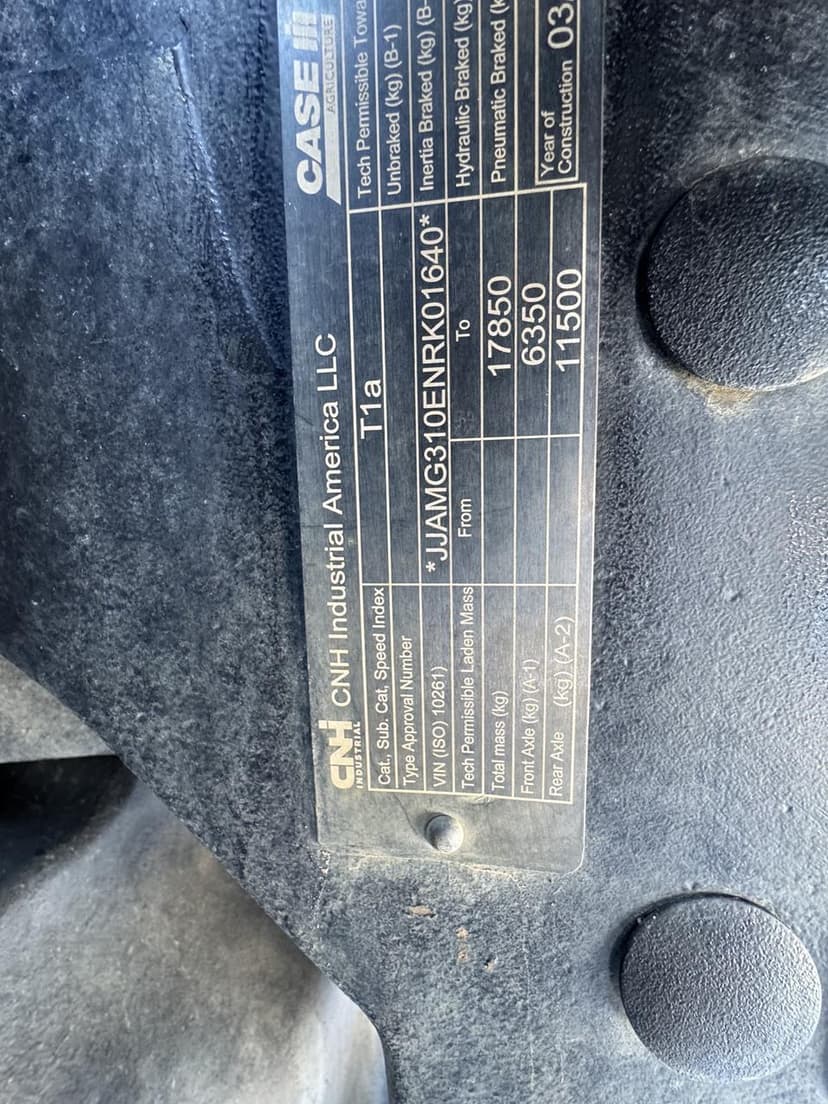 CNH INDUSTRIAL CNH Industrial America LLC CASE IH AGRICULTURE
Cat., Sub. Cat, Speed Index T1a
Type Approval Number
VIN (ISO) 10261) *JJAMG310ENRK01640*
Tech Permissible Laden Mass From To
Total mass (kg) 17850
Front Axle (kg) (A-1) 6350
Rear Axle (kg) (A-2) 11500
Tech Permissible Towa
Unbraked (kg) (B-1)
Inertia Braked (kg) (B-
Hydraulic Braked (kg)
Pneumatic Braked (k
Year of
Construction 03